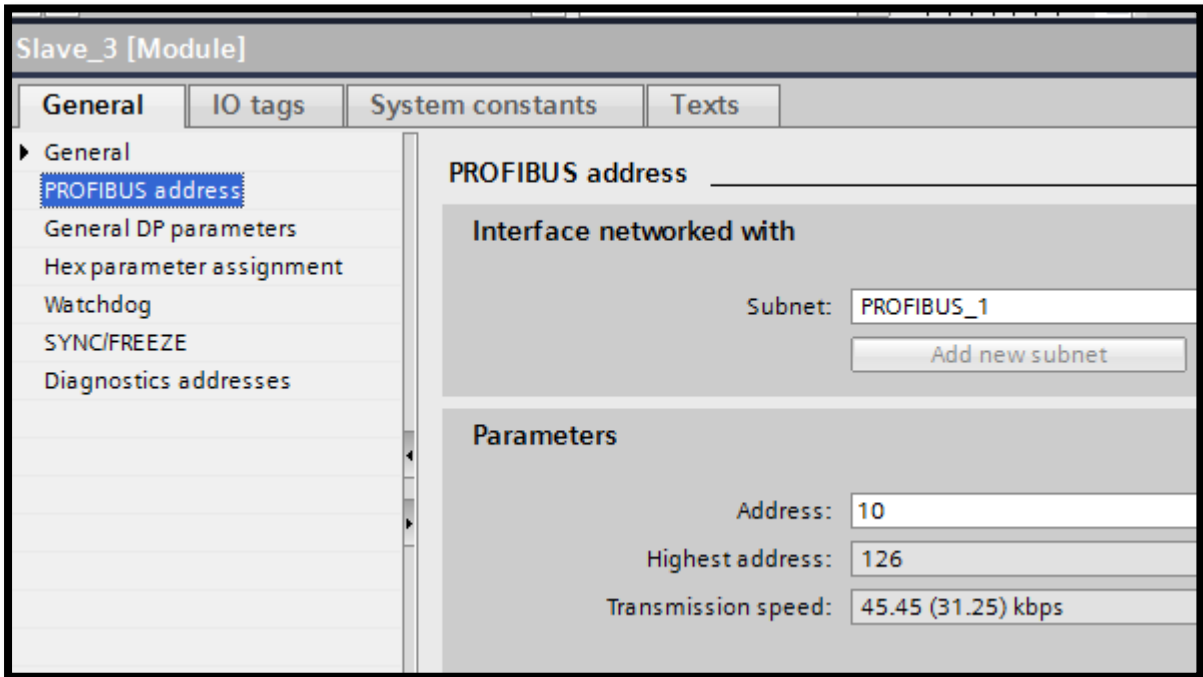 Slave_3 [Module]
General IO tags System constants Texts
General
PROFIBUS address
General DP parameters
Hex parameter assignment
Watchdog
SYNC/FREEZE
Diagnostics addresses
PROFIBUS address
Interface networked with
Subnet: PROFIBUS_1
Add new subnet
Parameters
Address: 10
Highest address: 126
Transmission speed: 45.45 (31.25) kbps